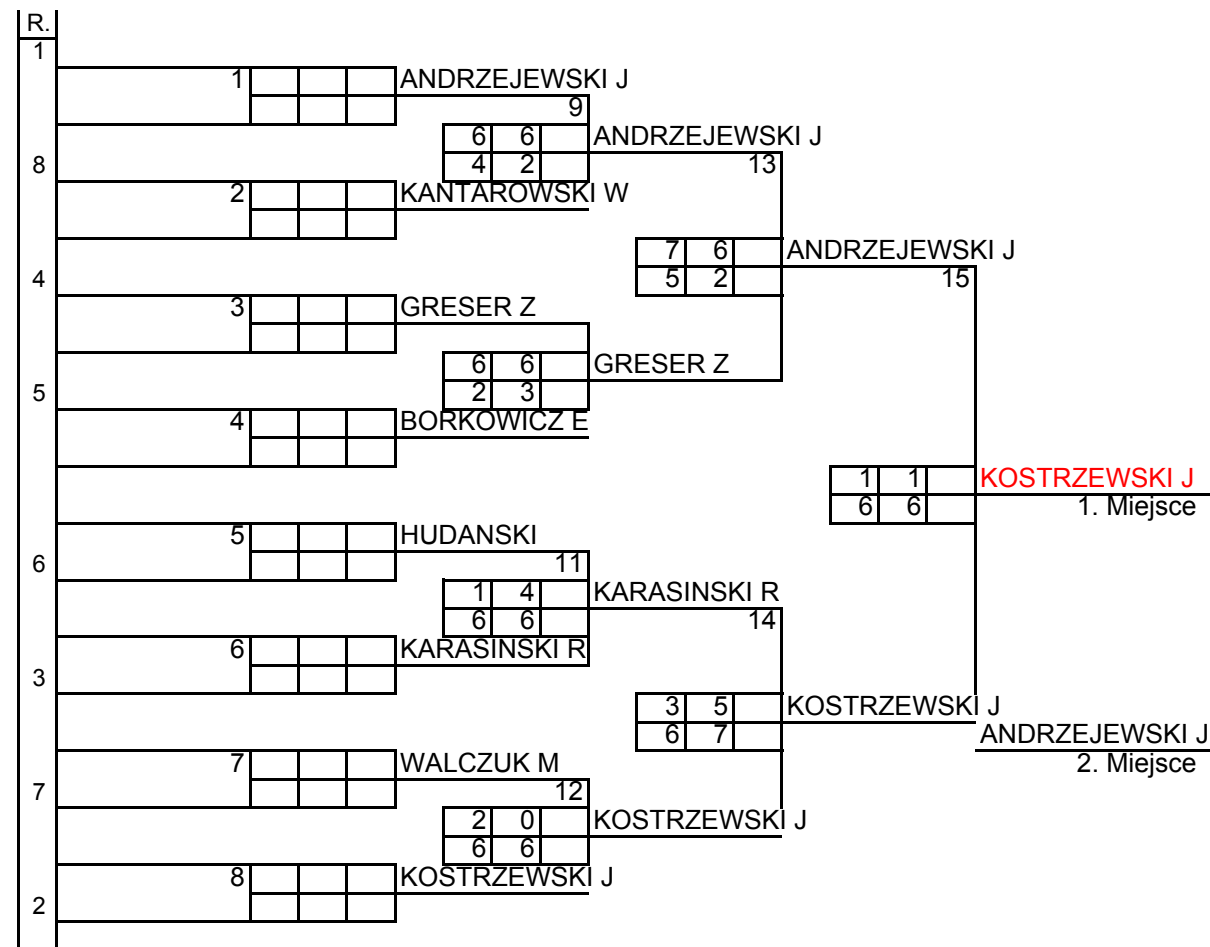 R.
1
1 ANDRZEJEWSKI J
9
6 6 ANDRZEJEWSKI J
4 2 13
8
2 KANTAROWSKI W
7 6 ANDRZEJEWSKI J
5 2 15
4
3 GRESER Z
6 6 GRESER Z
2 3
5
4 BORKOWICZ E
1 1 KOSTRZEWSKI J
6 6 1. Miejsce
5 HUDANSKI
11
6
1 4 KARASINSKI R
6 6 14
6 KARASINSKI R
3
3 5 KOSTRZEWSKI J
6 7 ANDRZEJEWSKI J
2. Miejsce
7 WALCZUK M
12
7
2 0 KOSTRZEWSKI J
6 6
8 KOSTRZEWSKI J
2